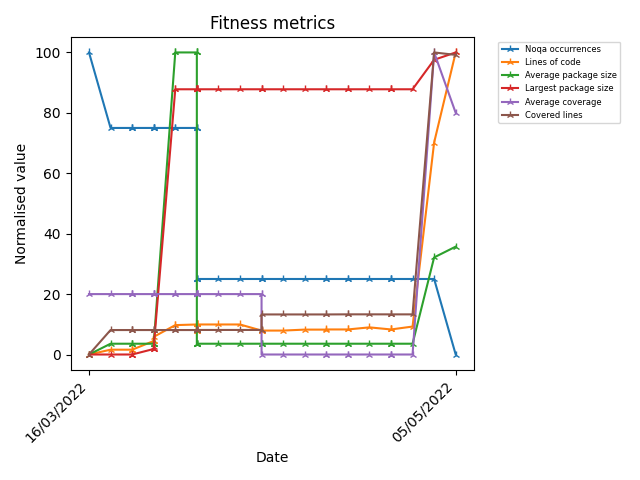 Fitness metrics
Noqa occurrences
Lines of code
Average package size
Largest package size
Average coverage
Covered lines
Normalised value
100
80
60
40
20
0
16/03/2022
05/05/2022
Date